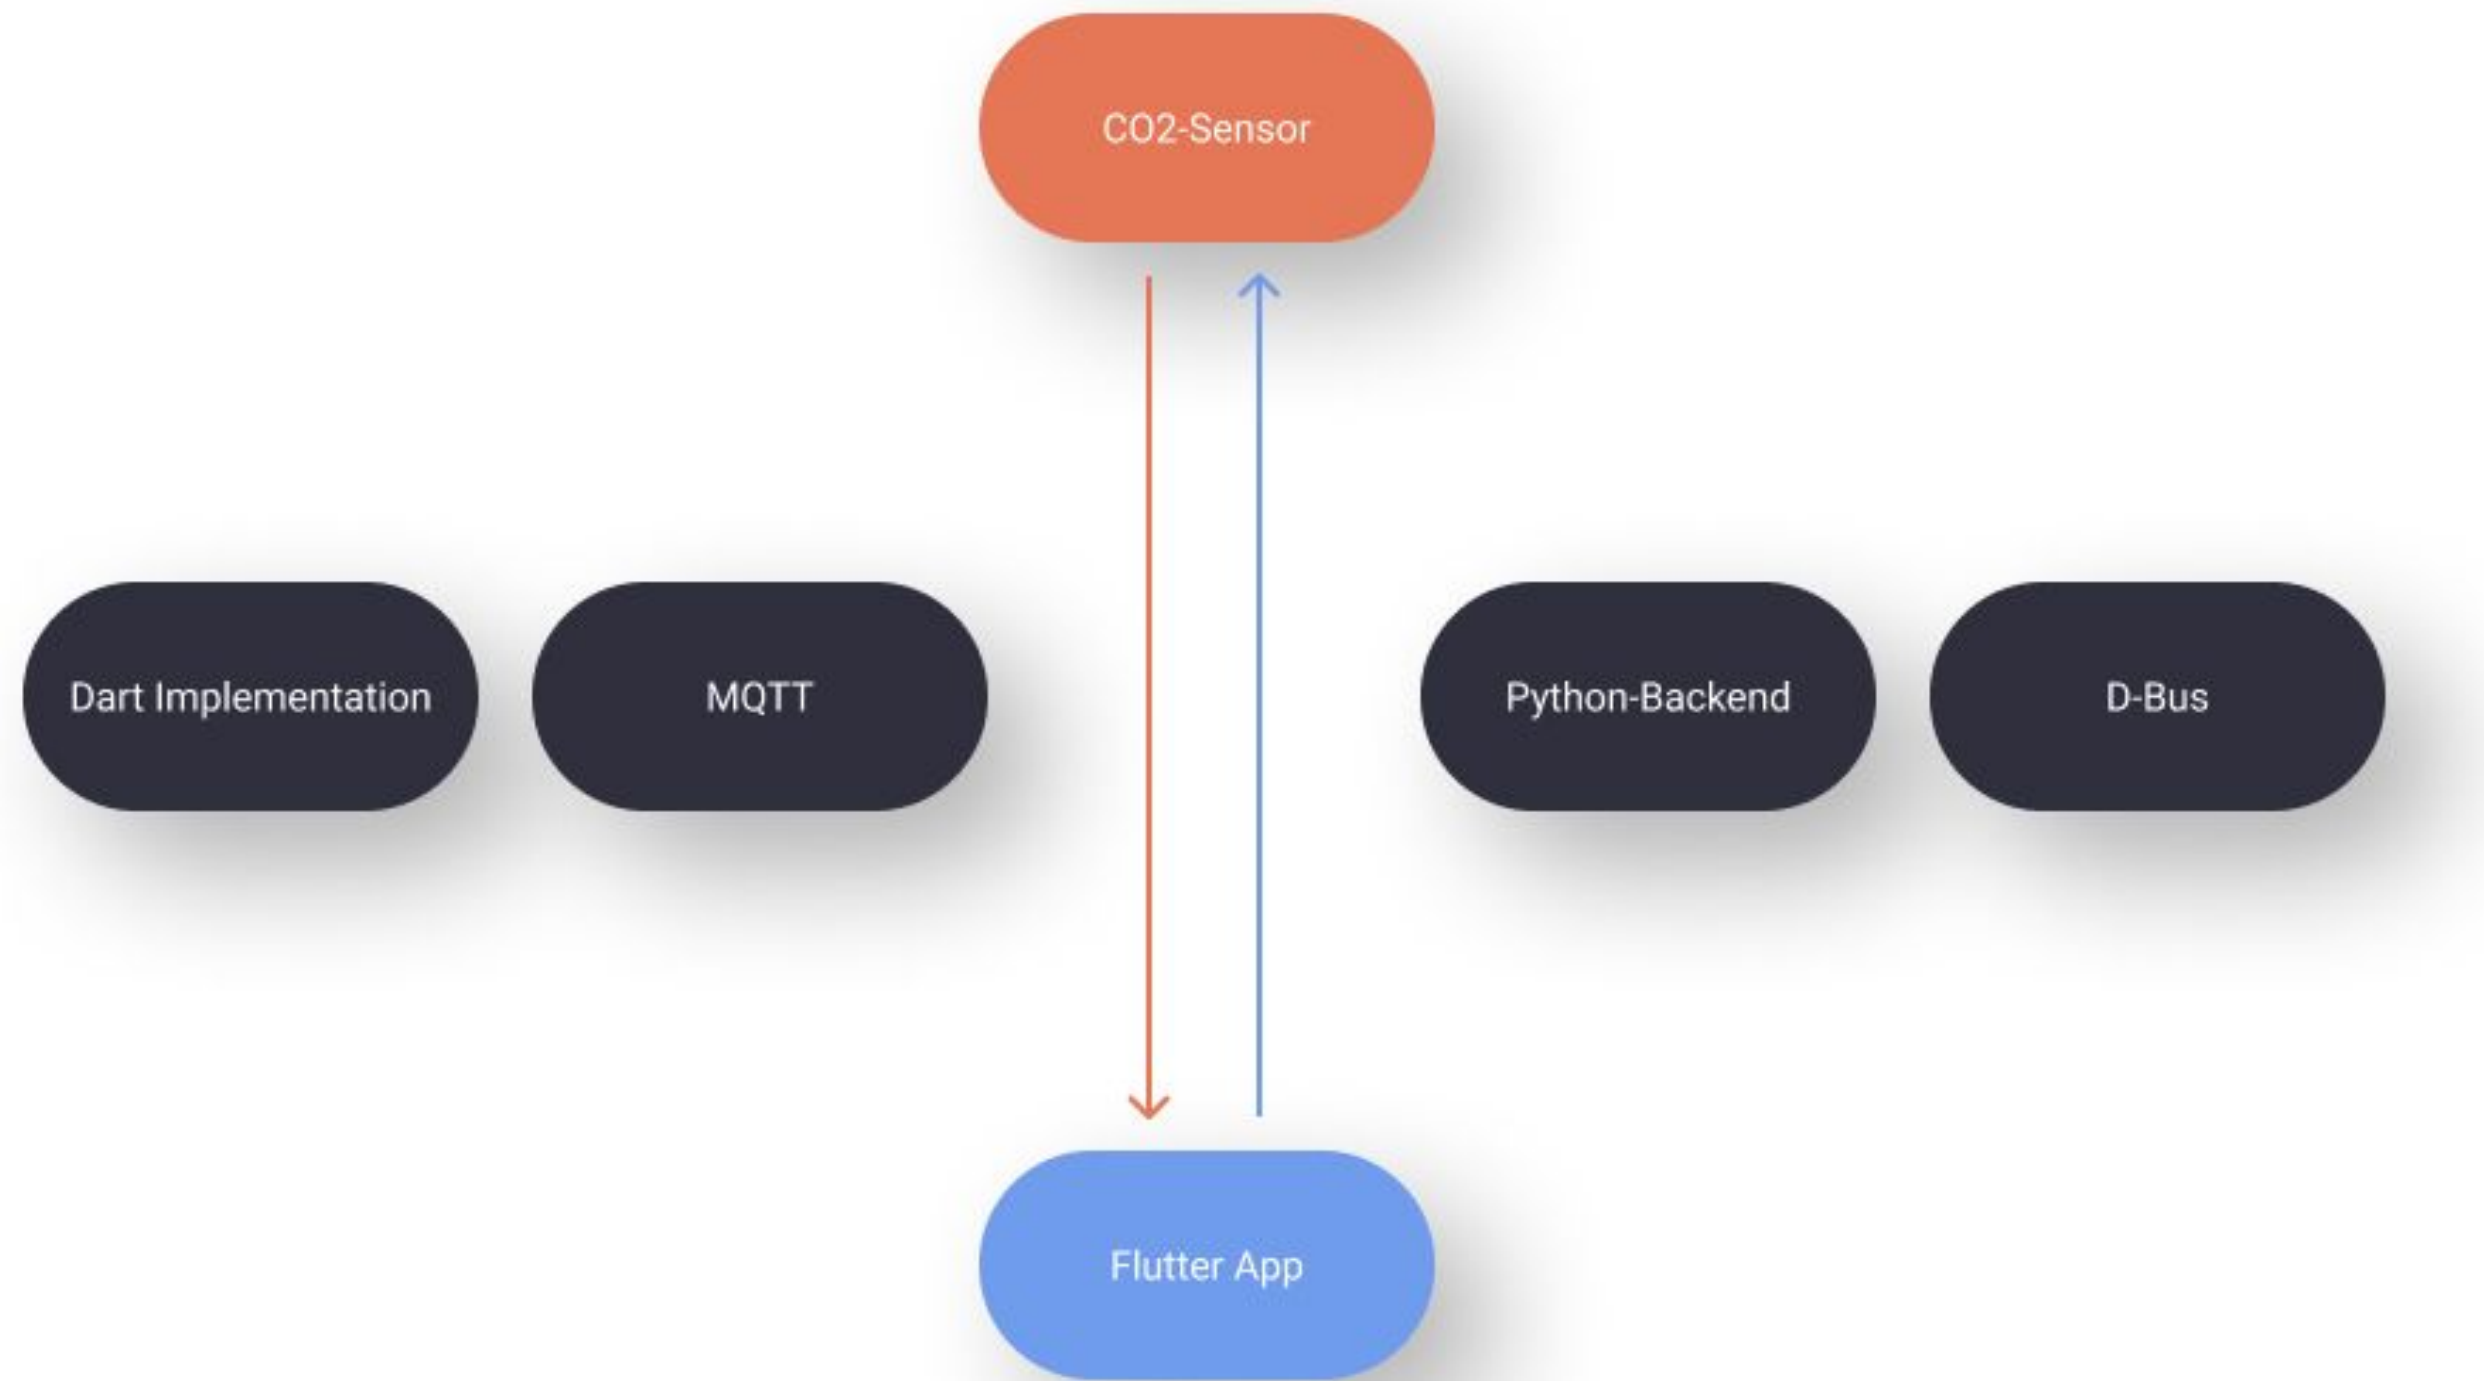 CO2-Sensor
Dart Implementation
MQTT
Python-Backend
D-Bus
Flutter App